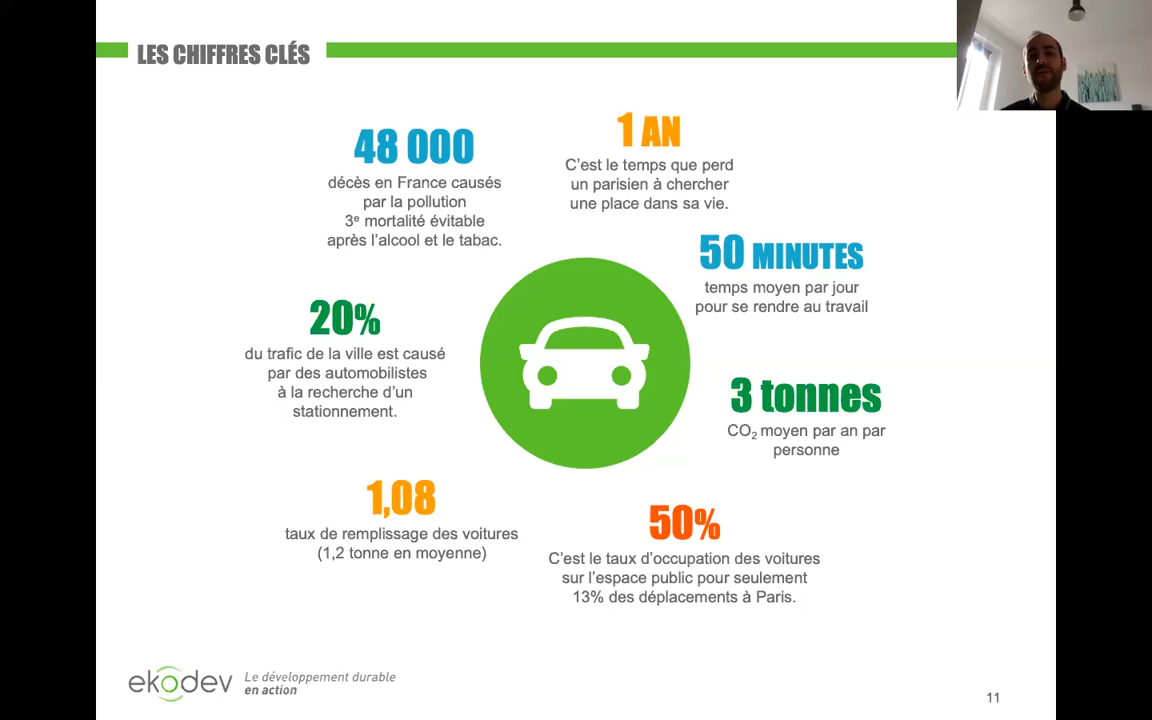 LES CHIFFRES CLÉS
48 000
décès en France causés
par la pollution
3e mortalité évitable
après l'alcool et le tabac.
1 AN
C'est le temps que perd
un parisien à chercher
une place dans sa vie.
50 MINUTES
temps moyen par jour
pour se rendre au travail
20%
du trafic de la ville est causé
par des automobilistes
à la recherche d'un
stationnement.
3 tonnes
CO2 moyen par an par
personne
1,08
taux de remplissage des voitures
(1,2 tonne en moyenne)
50%
C'est le taux d'occupation des voitures
sur l'espace public pour seulement
13% des déplacements à Paris.
ekodev
Le développement durable
en action
11